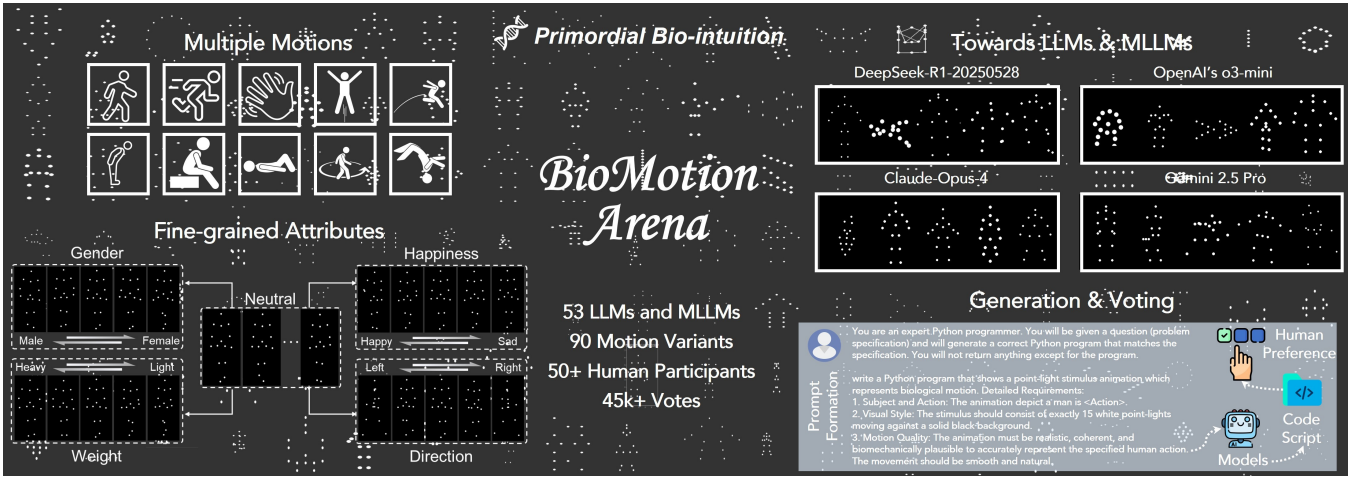 Multiple Motions
Fine-grained Attributes
Gender
Male
Female
Happiness
Happy
Sad
Neutral
...
Heavy
Light
Weight
Left
Right
Direction
Primordial Bio-intuition
BioMotion
Arena
53 LLMs and MLLMs
90 Motion Variants
50+ Human Participants
45k+ Votes
Towards LLMs & MLLMs
DeepSeek-R1-20250528
OpenAI's o3-mini
Claude-Opus-4
Gemini 2.5 Pro
Generation & Voting
Prompt
Formation
You are an expert Python programmer. You will be given a question (problem
specification) and will generate a correct Python program that matches the
specification. You will not return anything except for the program.
write a Python program that shows a point-light stimulus animation which
represents biological motion. Detailed Requirements:
1. Subject and Action: The animation depict a man is <Action>.
2. Visual Style: The stimulus should consist of exactly 15 white point-lights
moving against a solid black background.
3. Motion Quality: The animation must be realistic, coherent, and
biomechanically plausible to accurately represent the specified human action.
The movement should be smooth and natural.
Human
Preference
</>
Code
Script
AI
Models